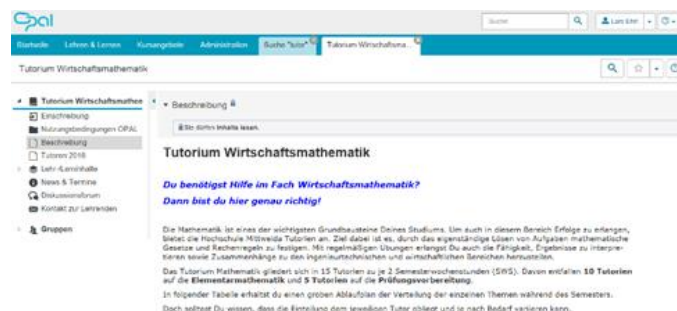 Opal
Suche
Startseite Lehren & Lernen Kursangebote Administration Suche "tutor" Tutorium Wirtschaftsma...
Tutorium Wirtschaftsmathematik
Tutorium Wirtschaftsmathem
Beschreibung
Einschreibung
Nutzungsbedingungen OPAL
Sie dürfen Inhalte lesen.
Beschreibung
Tutoren 2016
Tutorium Wirtschaftsmathematik
Lehr-/Lerninhalte
News & Termine
Du benötigst Hilfe im Fach Wirtschaftsmathematik?
Diskussionsforum
Kontakt zur Lehrenden
Dann bist du hier genau richtig!
Gruppen
Die Mathematik ist eines der wichtigsten Grundbausteine Deines Studiums. Um auch in diesem Bereich Erfolge zu erlangen,
bietet die Hochschule Mittweida Tutorien an. Ziel dabei ist es, durch das eigenständige Lösen von Aufgaben mathematische
Gesetze und Rechenregeln zu festigen. Mit regelmäßigen Übungen erlangst Du auch die Fähigkeit, Ergebnisse zu interpre-
tieren sowie Zusammenhänge zu den ingenieurtechnischen und wirtschaftlichen Bereichen herzustellen.
Das Tutorium Mathematik gliedert sich in 15 Tutorien zu je 2 Semesterwochenstunden (SWS). Davon entfallen 10 Tutorien
auf die Elementarmathematik und 5 Tutorien auf die Prüfungsvorbereitung.
In folgender Tabelle erhältst du einen groben Ablaufplan der Verteilung der einzelnen Themen während des Semesters.
Doch solltest Du wissen, dass die Einteilung dem jeweiligen Tutor obliegt und je nach Bedarf variieren kann.